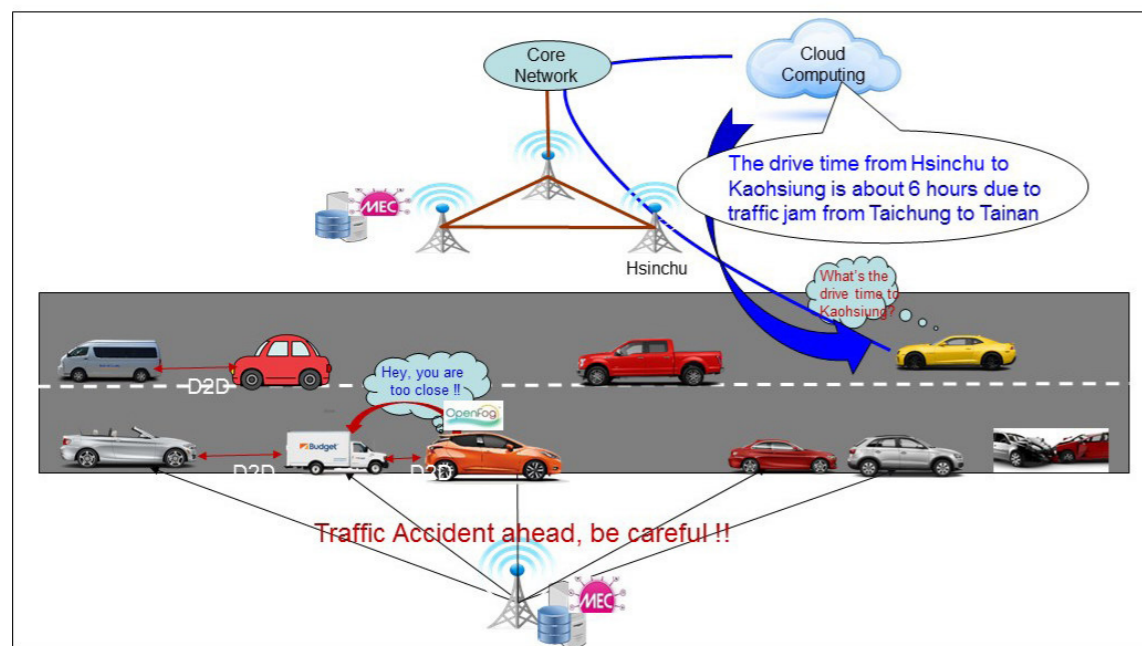 Core
Network
Cloud
Computing
The drive time from Hsinchu to
Kaohsiung is about 6 hours due to
traffic jam from Taichung to Tainan
MEC
Hsinchu
What's the
drive time to
Kaohsiung?
D2D
Hey, you are
too close !!
OpenFog
Budget
D2D
D2D
Traffic Accident ahead, be careful !!
MEC